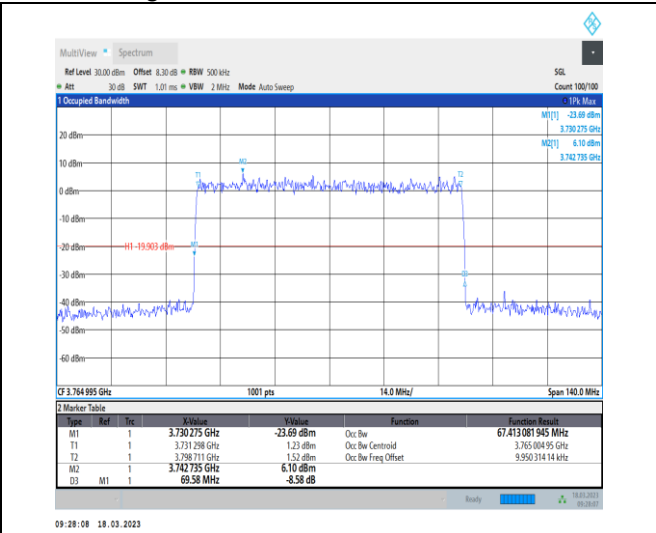 MultiView Spectrum
Ref Level 30.00 dBm Offset 8.30 dB RBW 500 kHz SGL
Att 30 dB SWT 1.01 ms VBW 2 MHz Mode Auto Sweep Count 100/100
1 Occupied Bandwidth 1Pk Max
M1[1] -23.69 dBm
3.730 275 GHz
M2[1] 6.10 dBm
3.742 735 GHz
20 dBm
10 dBm
M2
T1 T2
0 dBm
-10 dBm
-20 dBm H1 -19.903 dBm M1
-30 dBm
D3
-40 dBm
-50 dBm
-60 dBm
CF 3.764 995 GHz 1001 pts 14.0 MHz/ Span 140.0 MHz
2 Marker Table
Type Ref Trc X-Value Y-Value Function Function Result
M1 1 3.730 275 GHz -23.69 dBm Occ Bw 67.413 081 945 MHz
T1 1 3.731 298 GHz 1.23 dBm Occ Bw Centroid 3.765 004 95 GHz
T2 1 3.798 711 GHz 1.52 dBm Occ Bw Freq Offset 9.950 314 14 kHz
M2 1 3.742 735 GHz 6.10 dBm
D3 M1 1 69.58 MHz -8.58 dB
Ready 18.03.2023
09:28:07
09:28:08 18.03.2023